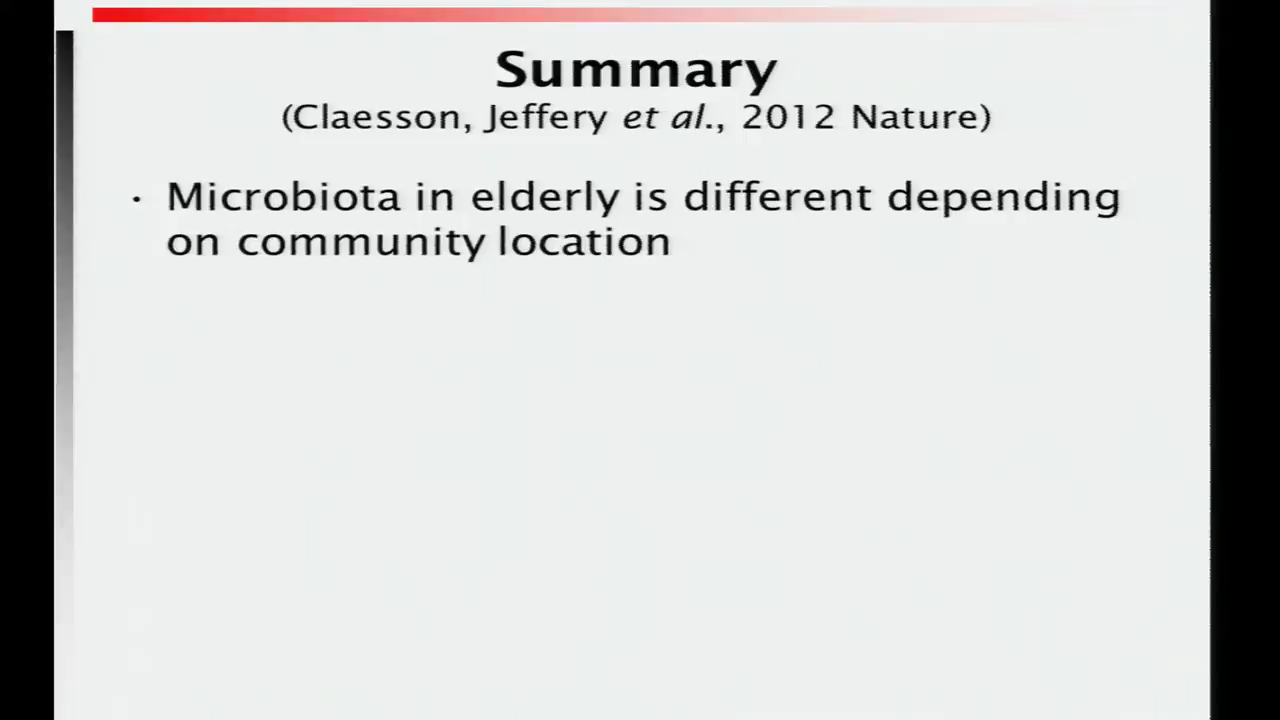 Summary
(Claesson, Jeffery et al., 2012 Nature)
· Microbiota in elderly is different depending
on community location